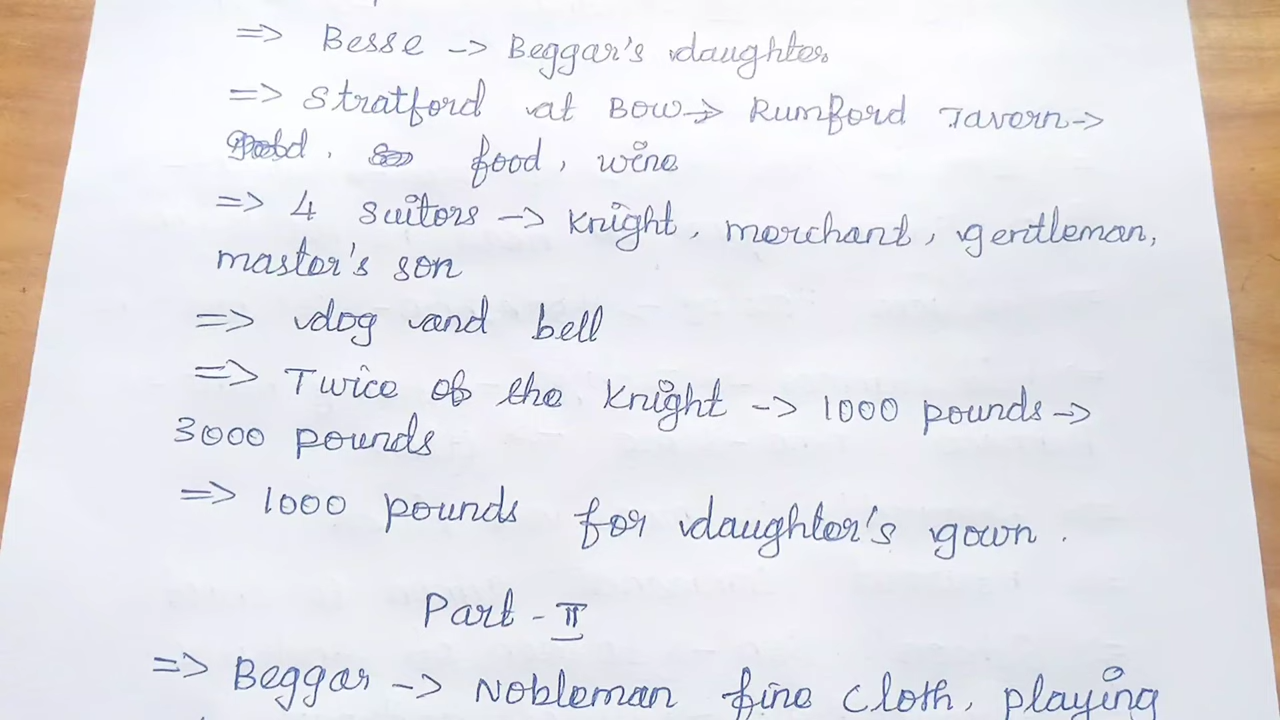 => Besse -> Beggar's daughter
=> Stratford at Bow -> Rumford Tavern ->
food, wine
=> 4 suitors -> Knight, merchant, gentleman,
master's son
=> dog and bell
=> Twice of the Knight -> 1000 pounds ->
3000 pounds
=> 1000 pounds for daughter's gown.
Part - II
=> Beggar -> Nobleman fine cloth, playing